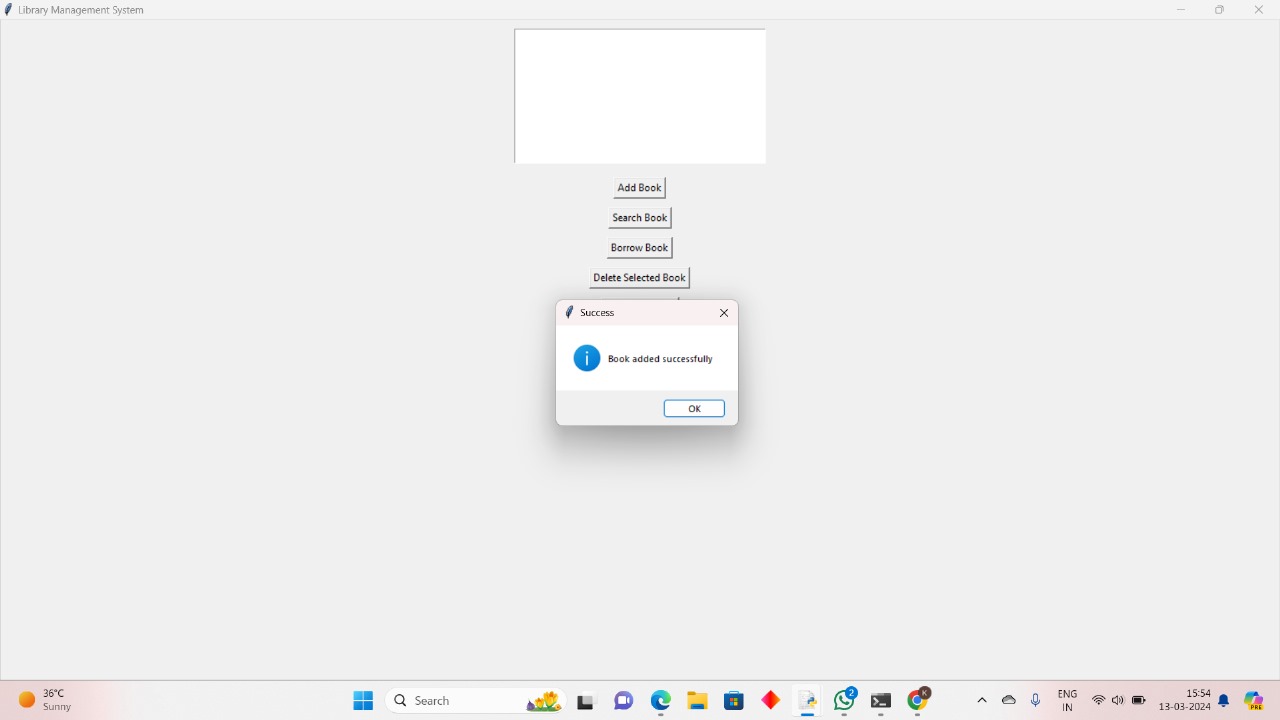 Library Management System
Add Book
Search Book
Borrow Book
Delete Selected Book
Success
i
Book added successfully
OK
36°C
Sunny
Search
2
K
ENG
IN
15:54
13-03-2024
PRE